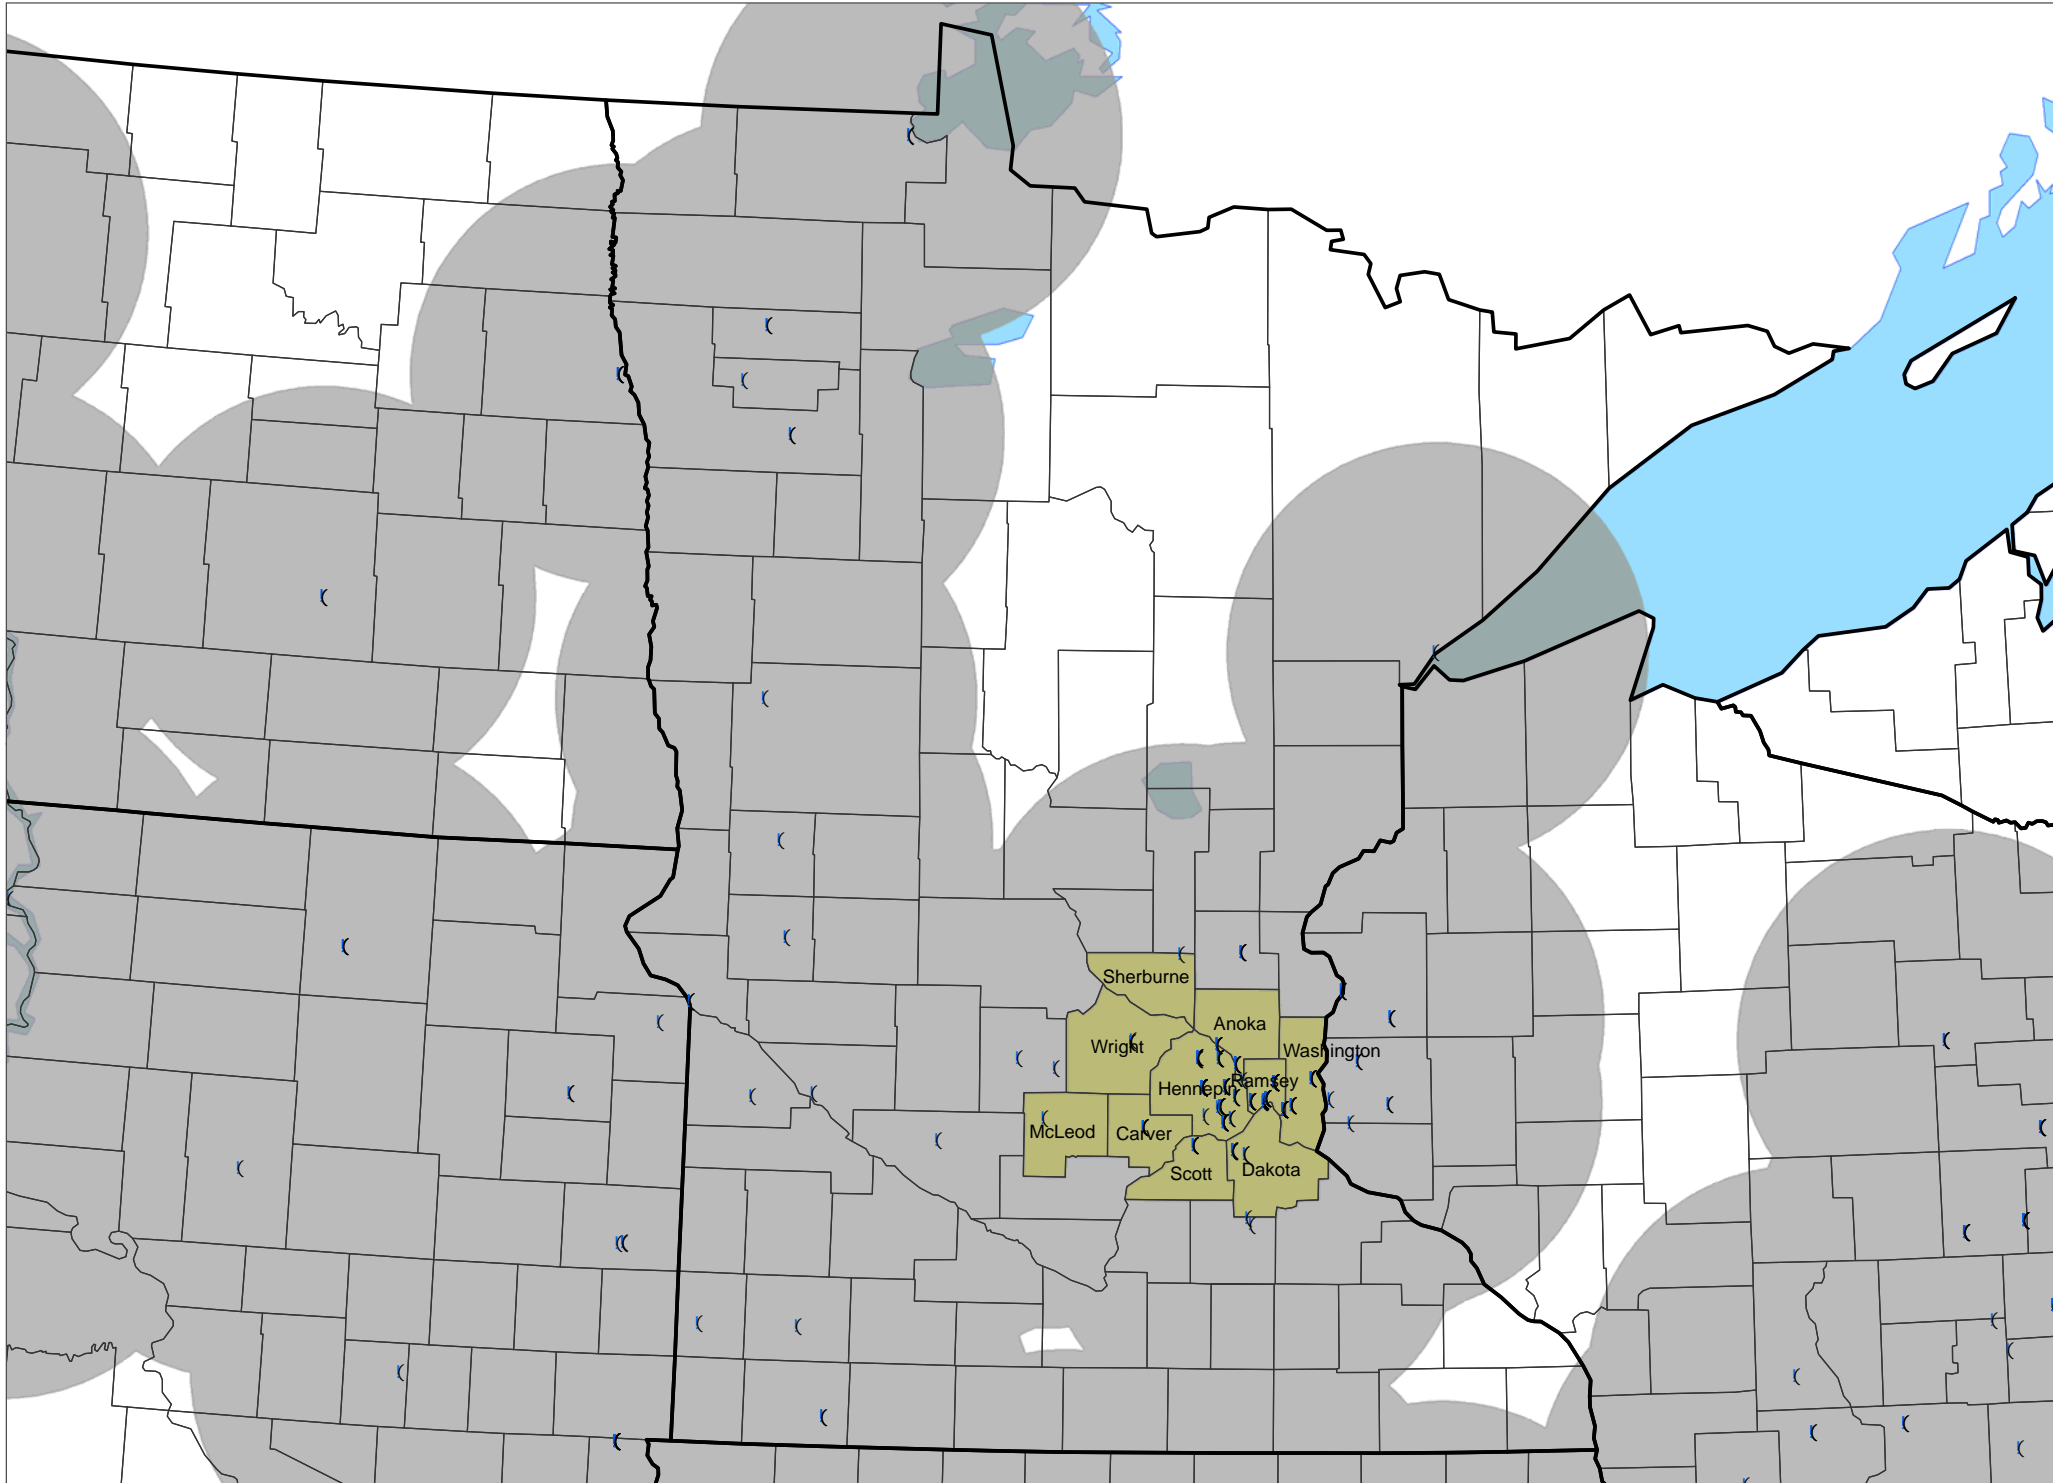 Sherburne
Anoka
Wright
Washington
Ramsey
Hennepin
McLeod
Carver
Scott
Dakota